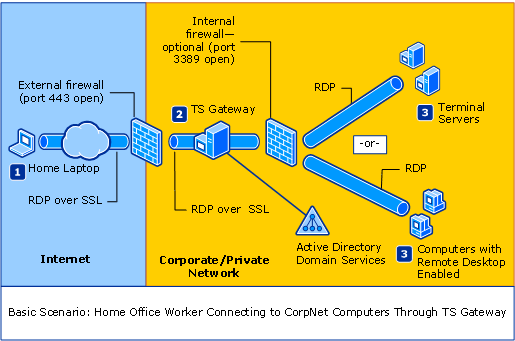 Internal
firewall—
optional (port
3389 open)
External firewall
(port 443 open)
2 TS Gateway
RDP
3 Terminal
Servers
-or-
1 Home Laptop
RDP
RDP over SSL
RDP over SSL
Active Directory
Domain Services
3 Computers with
Remote Desktop
Enabled
Internet
Corporate/Private
Network
Basic Scenario: Home Office Worker Connecting to CorpNet Computers Through TS Gateway